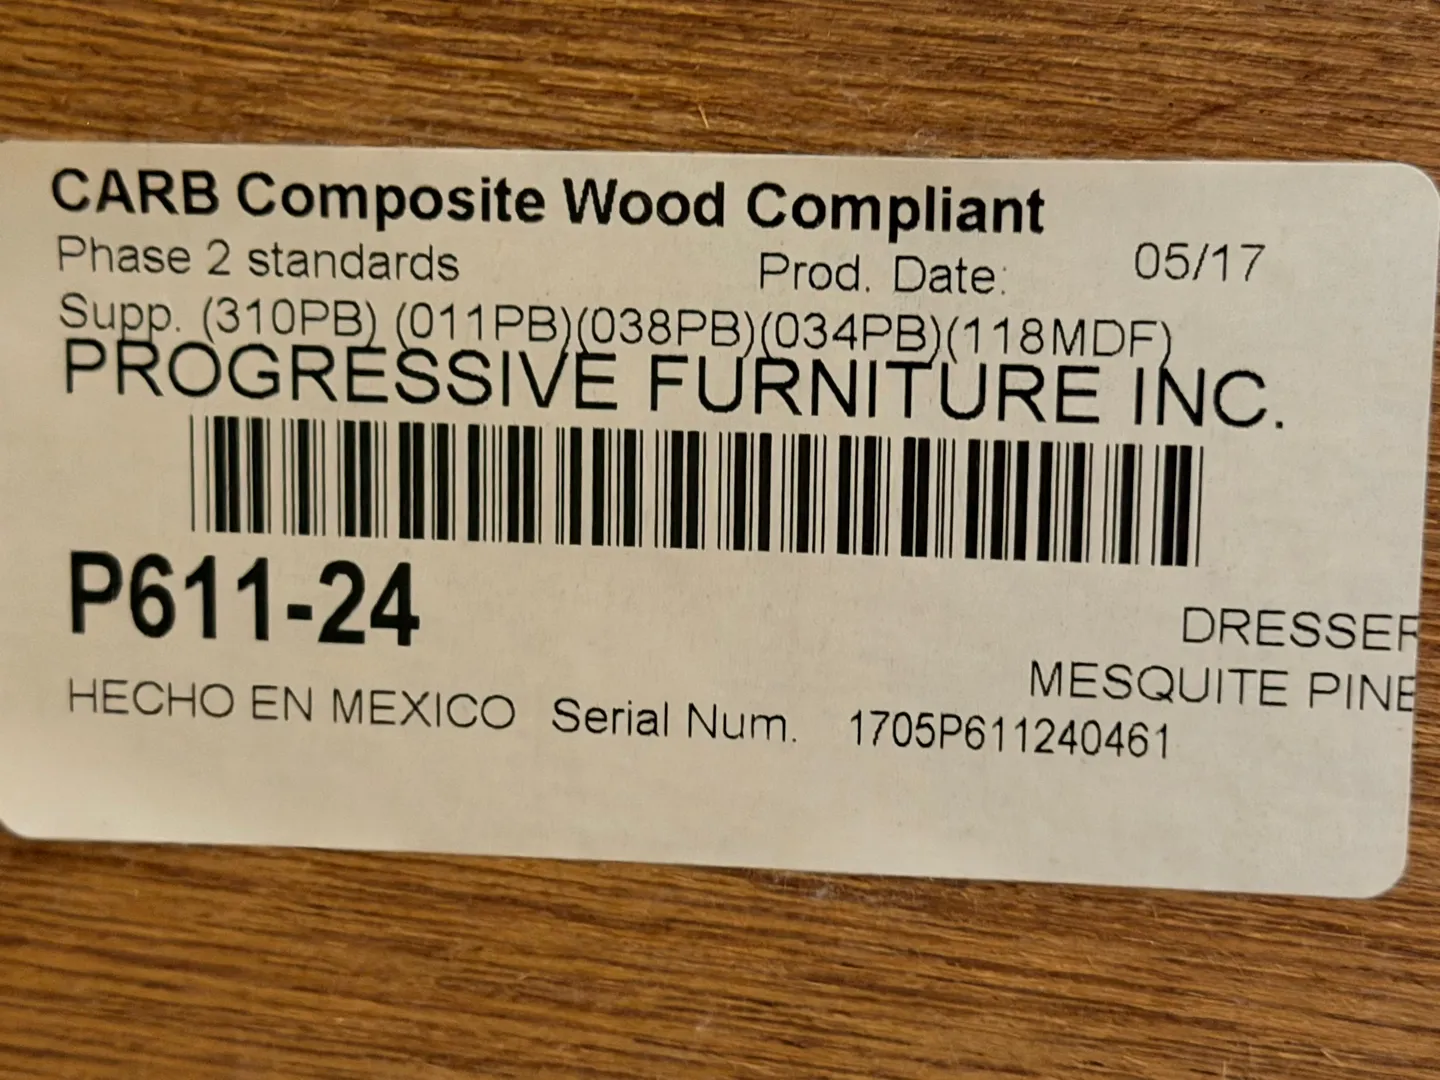 CARB Composite Wood Compliant
Phase 2 standards Prod. Date: 05/17
Supp. (310PB) (011PB)(038PB)(034PB)(118MDF)
PROGRESSIVE FURNITURE INC.
P611-24
DRESSER
MESQUITE PINE
HECHO EN MEXICO Serial Num. 1705P611240461